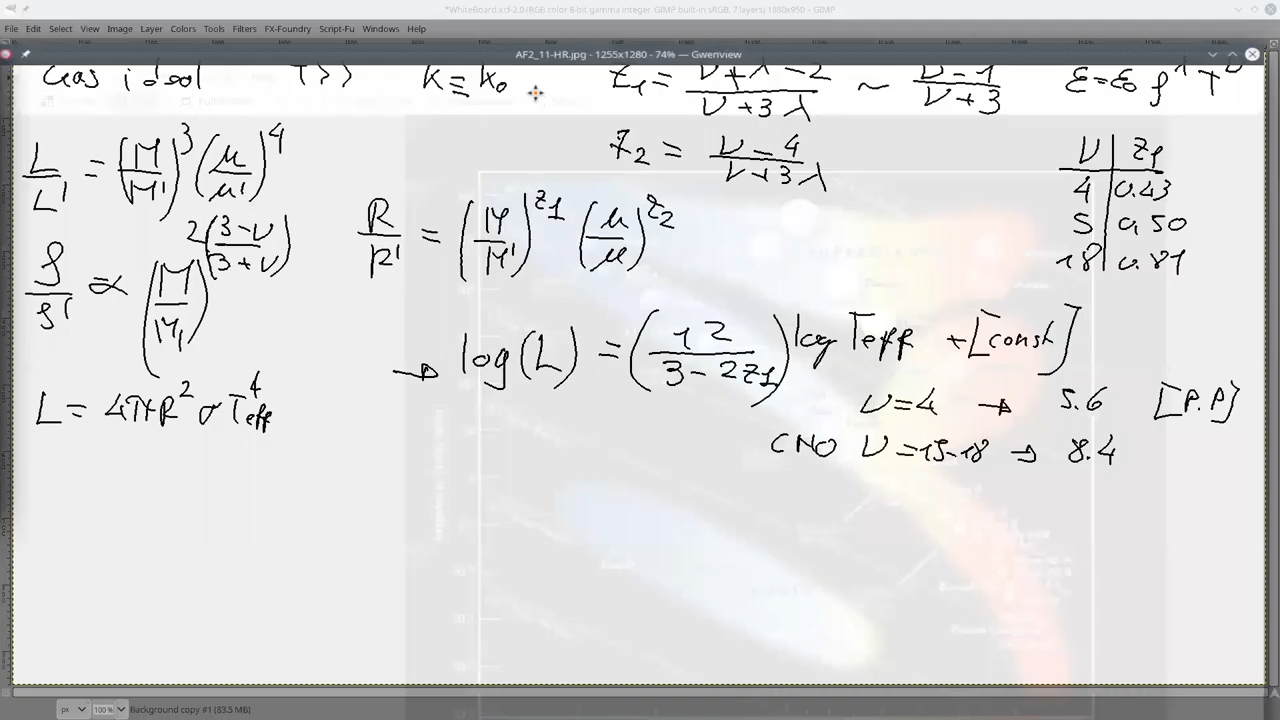 *WhiteBoard.xcf-2.0 (RGB color 8-bit gamma integer, GIMP built-in sRGB, 7 layers) 1880x950 – GIMP
File Edit Select View Image Layer Colors Tools Filters FX-Foundry Script-Fu Windows Help
AF2_11-HR.jpg - 1255x1280 - 74% — Gwenview
Gas ideal T>> K ≡ K₀ z₁ = (ν+λ-2)/(ν+3λ) ~ (ν-1)/(ν+3) ε=ε₀ ρ^λ T^ν
L/L' = (M/M')^3 (μ/μ')^4
z₂ = (ν-4)/(ν+3λ)
ν | z₁
4 | 0.43
5 | 0.50
18 | 0.81
R/R' = (M/M')^z₁ (μ/μ)^z₂
ρ/ρ' ∝ (M/M₁)^2((3-ν)/(3+ν))
→ log(L) = (12/(3-2z₁)) log Teff + [const]
L = 4πR² σ Teff⁴
ν=4 → 5.6 [P.P]
CNO ν=15-18 → 8.4
px 100 % Background copy #1 (83.5 MB)